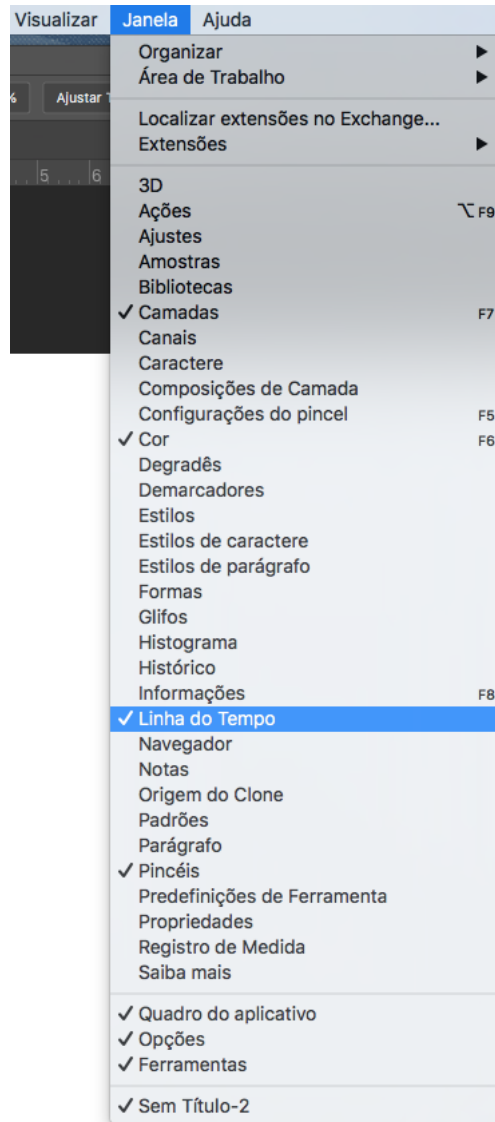 Visualizar Janela Ajuda
Organizar
Área de Trabalho
% Ajustar
Localizar extensões no Exchange...
Extensões
5 6
3D
Ações ⌥ F9
Ajustes
Amostras
Bibliotecas
✓ Camadas F7
Canais
Caractere
Composições de Camada
Configurações do pincel F5
✓ Cor F6
Degradês
Demarcadores
Estilos
Estilos de caractere
Estilos de parágrafo
Formas
Glifos
Histograma
Histórico
Informações F8
✓ Linha do Tempo
Navegador
Notas
Origem do Clone
Padrões
Parágrafo
✓ Pincéis
Predefinições de Ferramenta
Propriedades
Registro de Medida
Saiba mais
✓ Quadro do aplicativo
✓ Opções
✓ Ferramentas
✓ Sem Título-2